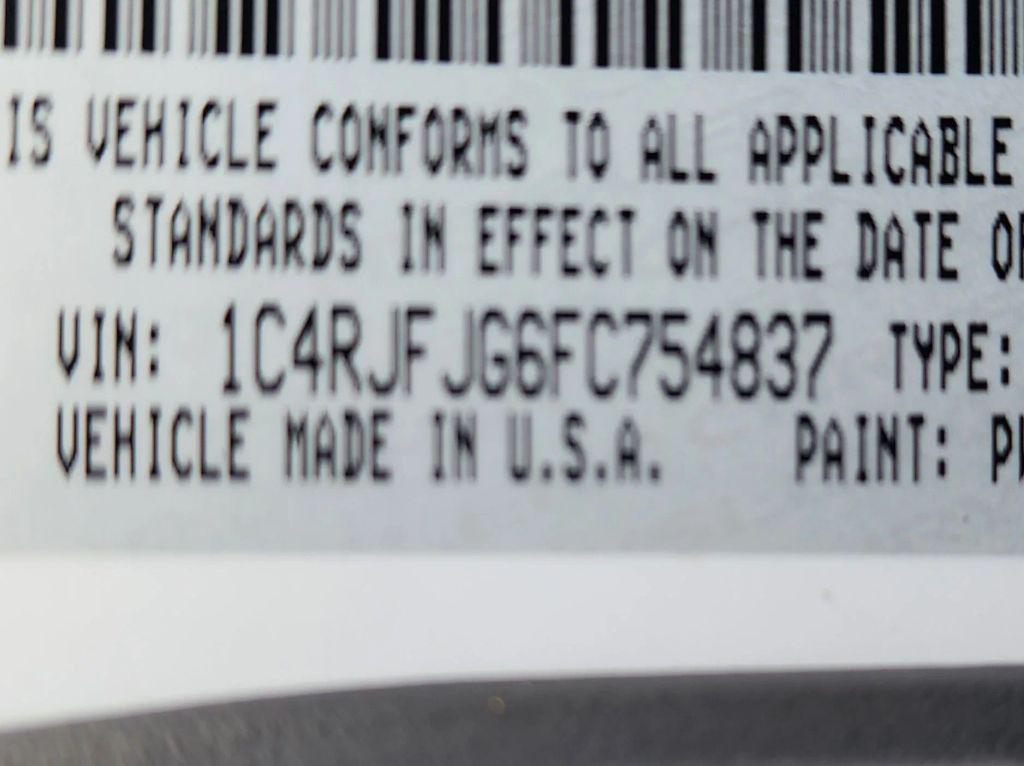 IS VEHICLE CONFORMS TO ALL APPLICABLE
STANDARDS IN EFFECT ON THE DATE
VIN: 1C4RJFJG6FC754837 TYPE:
VEHICLE MADE IN U.S.A. PAINT: